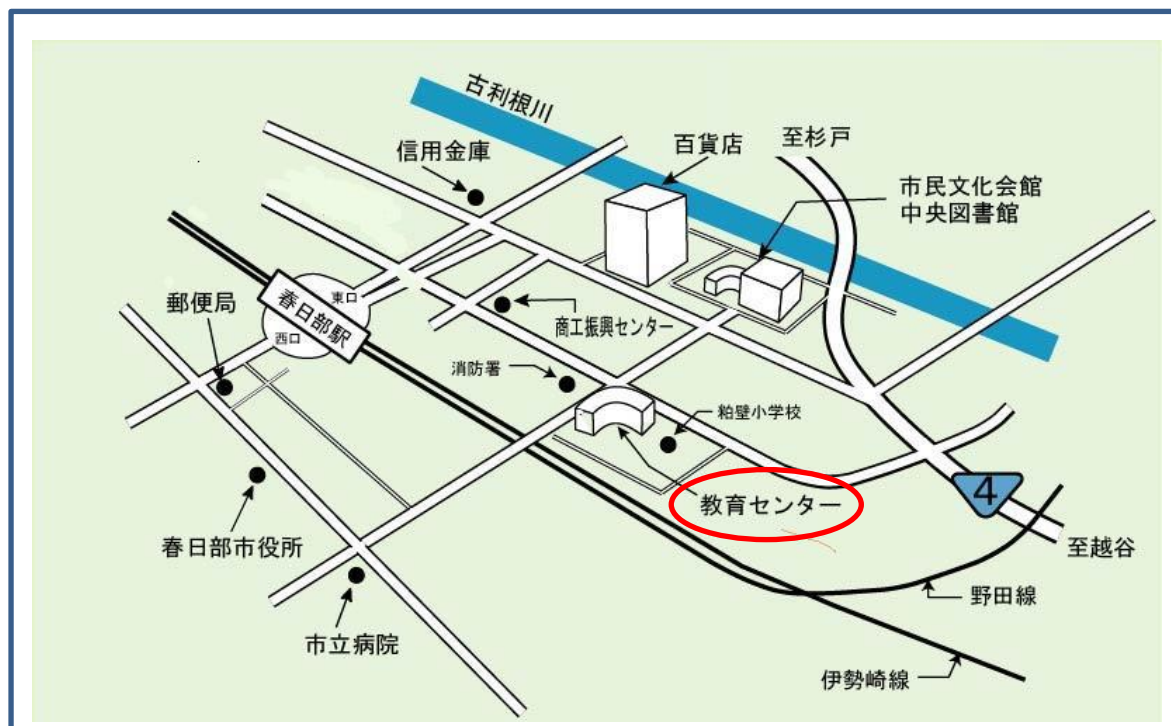 古利根川
信用金庫
百貨店
至杉戸
市民文化会館
中央図書館
郵便局
東口
春日部駅
西口
商工振興センター
消防署
粕壁小学校
4
教育センター
春日部市役所
至越谷
野田線
市立病院
伊勢崎線